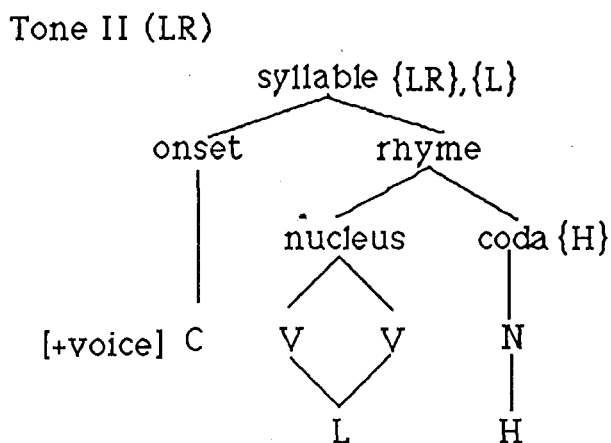 Tone II (LR)
syllable {LR},{L}
onset rhyme
nucleus coda {H}
[+voice] C V V N
L H